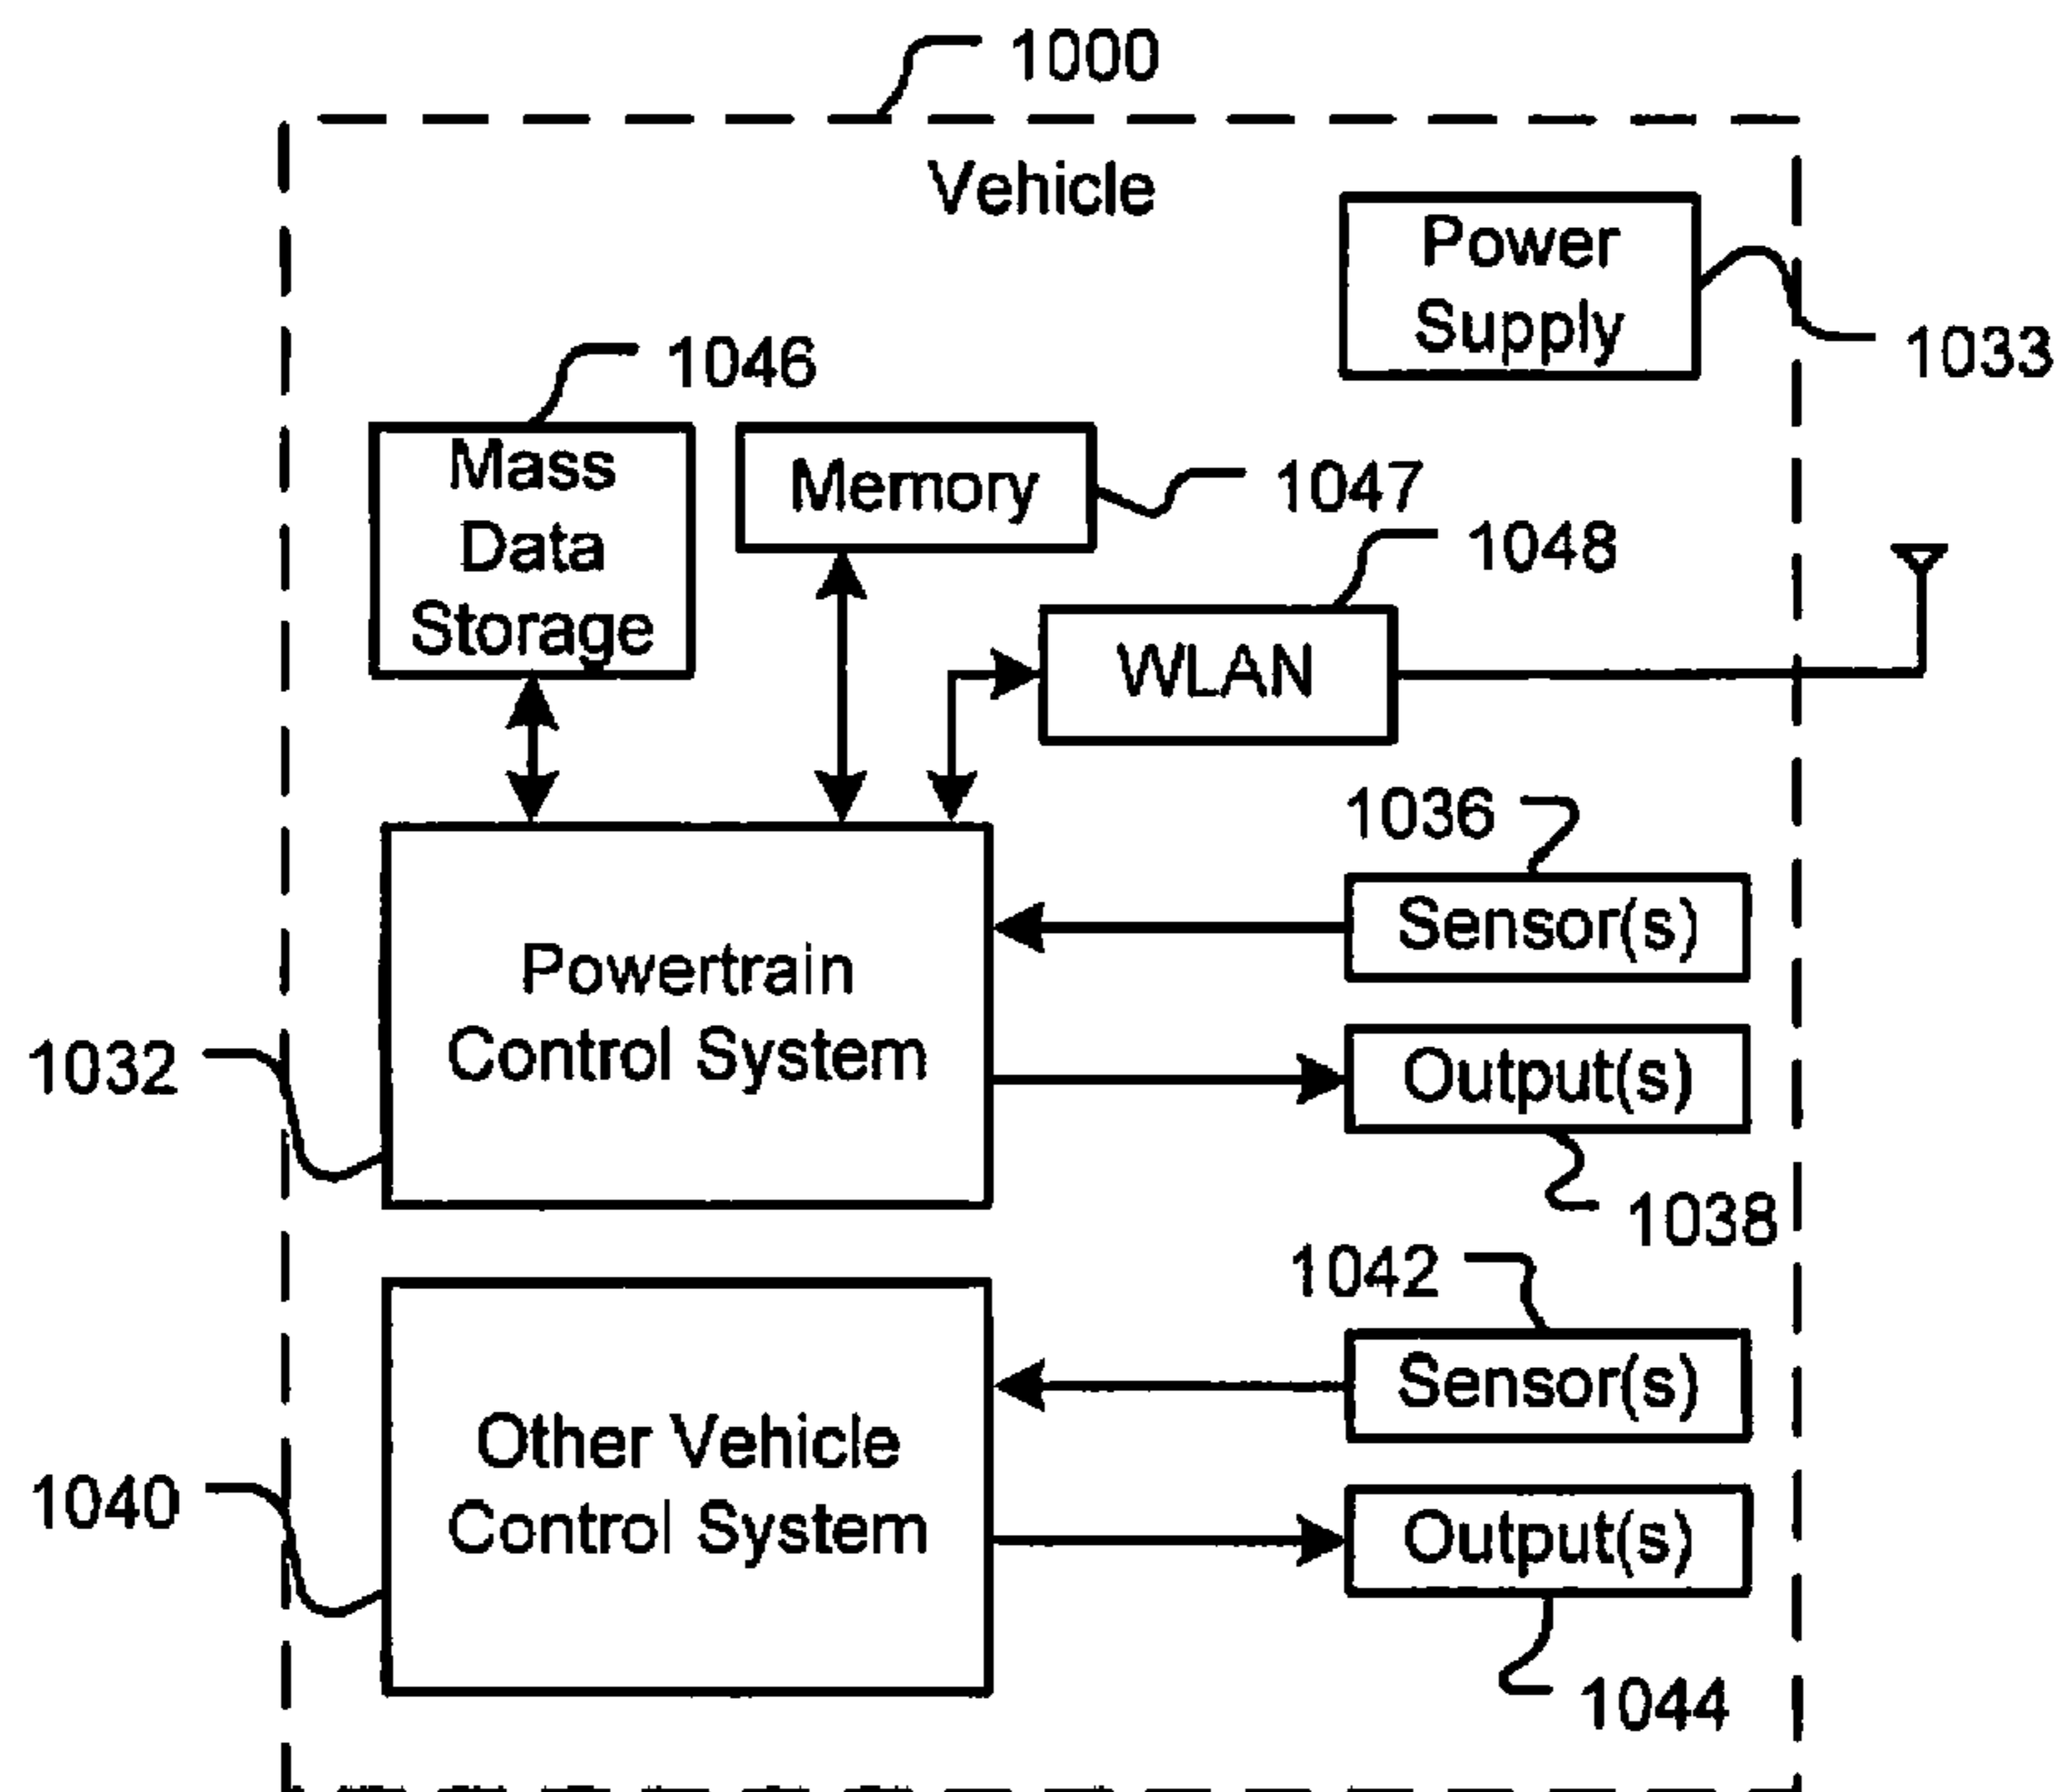 1000
Vehicle
Power
Supply
1033
1046
Mass
Data
Storage
Memory
1047
1048
WLAN
1036
Sensor(s)
Powertrain
Control System
1032
Output(s)
1038
1042
Sensor(s)
Other Vehicle
Control System
1040
Output(s)
1044